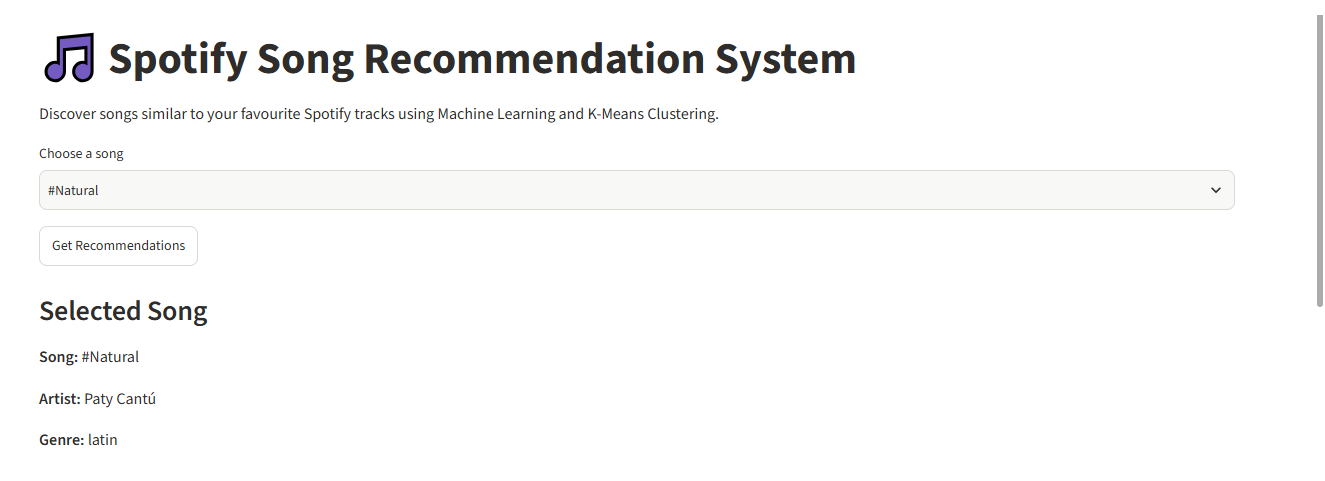 Spotify Song Recommendation System
Discover songs similar to your favourite Spotify tracks using Machine Learning and K-Means Clustering.
Choose a song
#Natural
Get Recommendations
Selected Song
Song: #Natural
Artist: Paty Cantú
Genre: latin